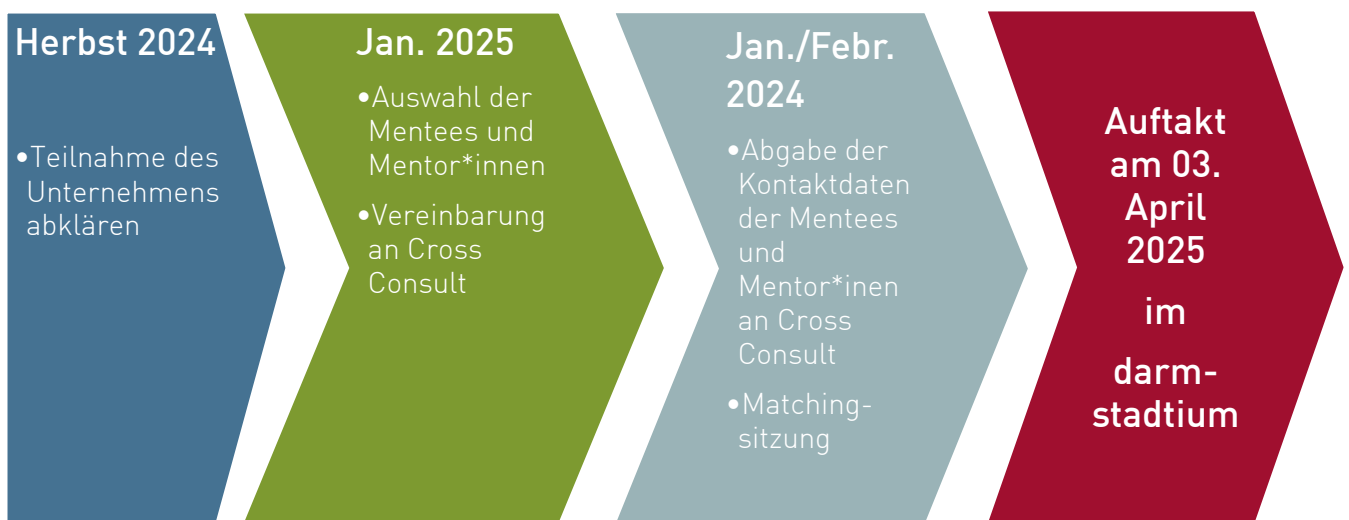 Herbst 2024
•Teilnahme des
Unternehmens
abklären
Jan. 2025
•Auswahl der
Mentees und
Mentor*innen
•Vereinbarung
an Cross
Consult
Jan./Febr.
2024
•Abgabe der
Kontaktdaten
der Mentees
und
Mentor*inen
an Cross
Consult
•Matching-
sitzung
Auftakt
am 03.
April
2025
im
darm-
stadtium